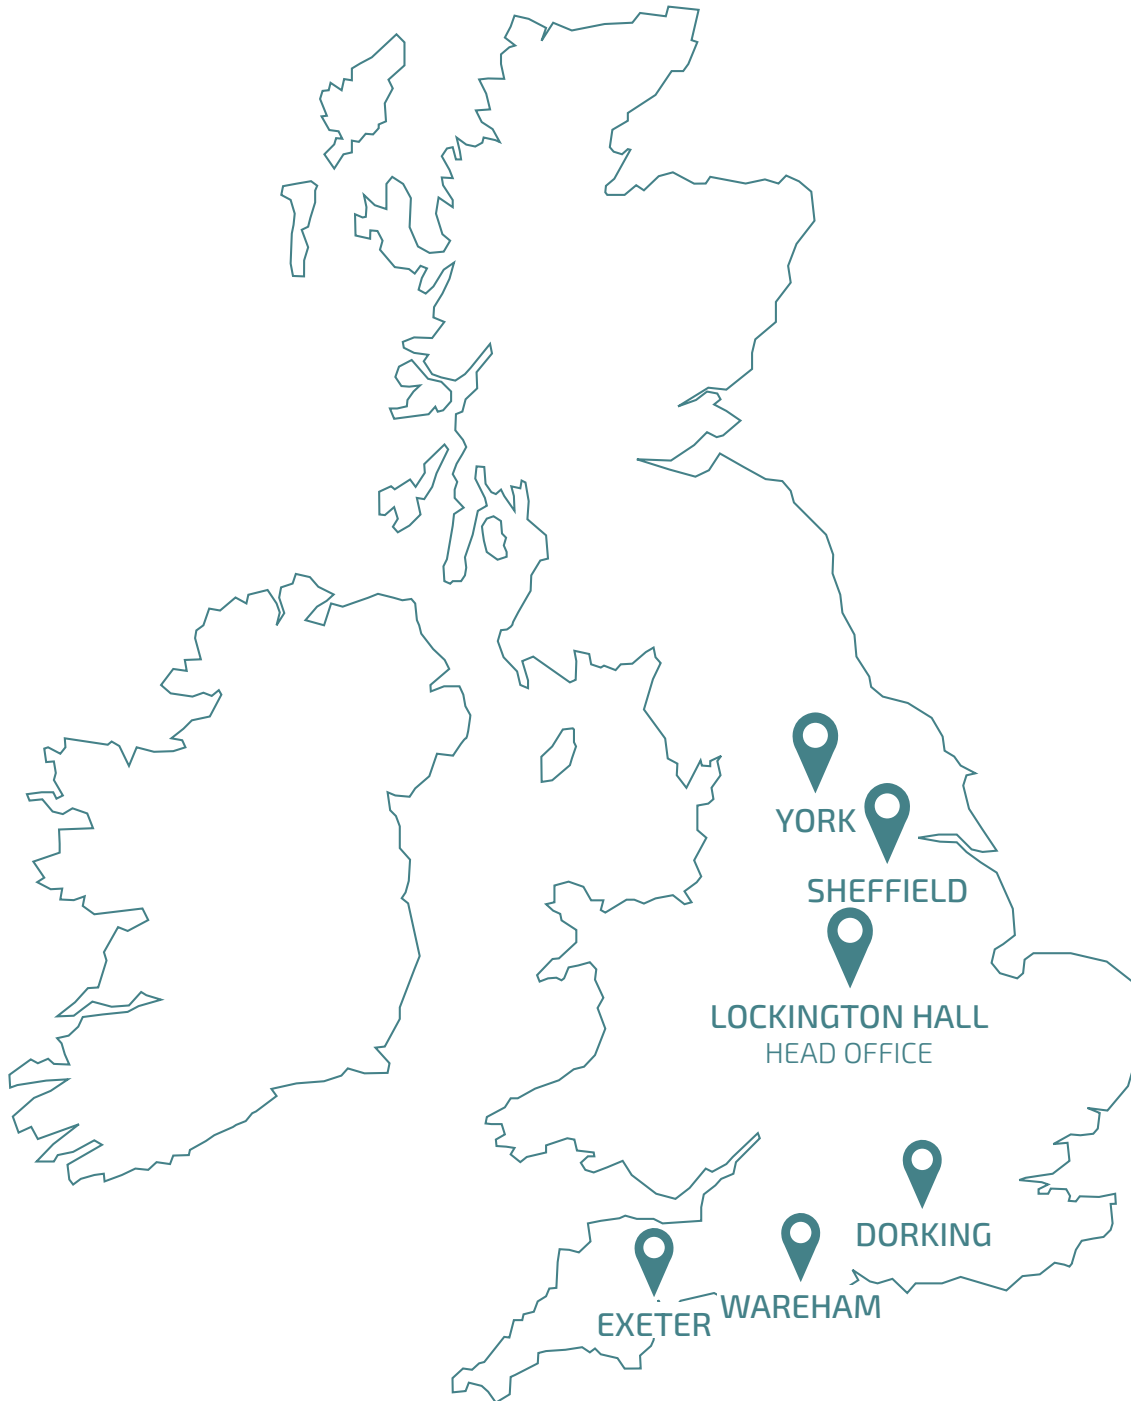 YORK
SHEFFIELD
LOCKINGTON HALL
HEAD OFFICE
DORKING
WAREHAM
EXETER